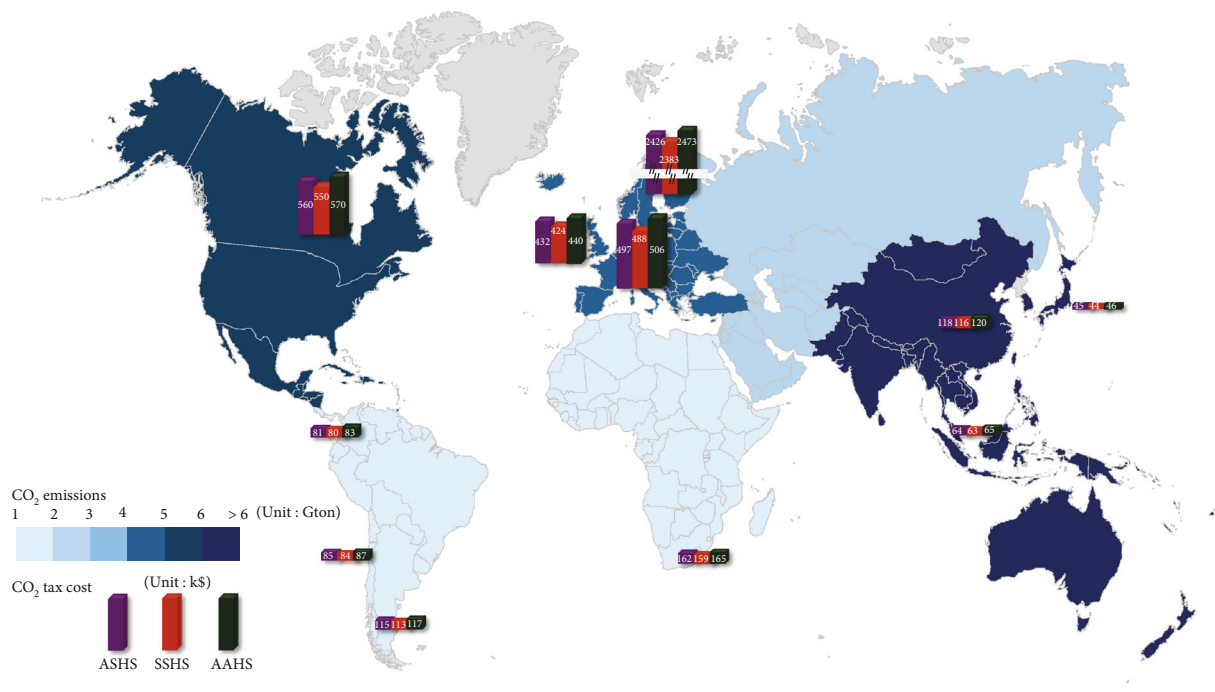 2426
2383
2473
560
550
570
432
424
440
497
488
506
45 44 46
118 116 120
81 80 83
64 63 65
CO₂ emissions
1 2 3 4 5 6 > 6 (Unit : Gton)
85 84 87
162 159 165
CO₂ tax cost
(Unit : k$)
115 113 117
ASHS SSHS AAHS